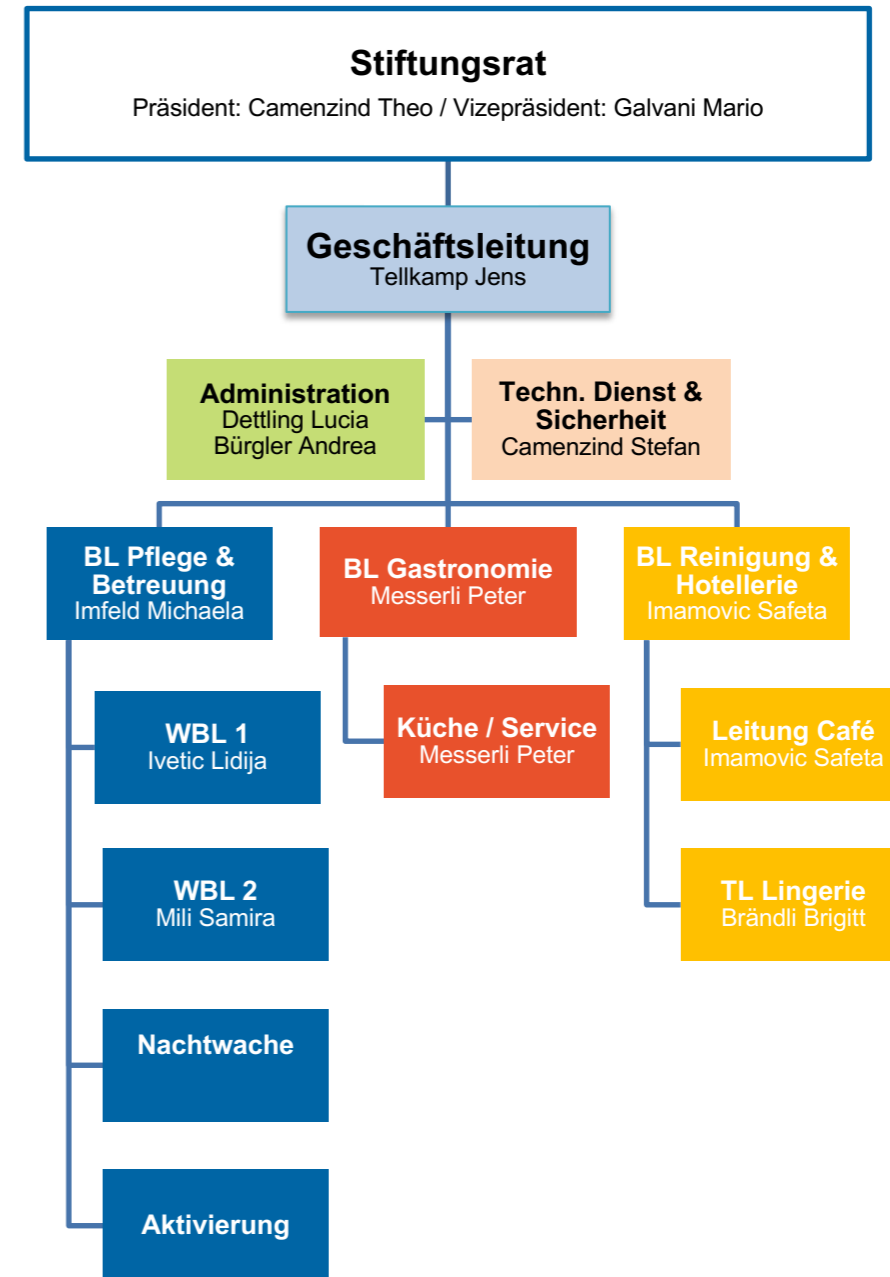 Stiftungsrat
Präsident: Camenzind Theo / Vizepräsident: Galvani Mario
Geschäftsleitung
Tellkamp Jens
Administration
Dettling Lucia
Bürgler Andrea
Techn. Dienst &
Sicherheit
Camenzind Stefan
BL Pflege &
Betreuung
Imfeld Michaela
BL Gastronomie
Messerli Peter
BL Reinigung &
Hotellerie
Imamovic Safeta
WBL 1
Ivetic Lidija
Küche / Service
Messerli Peter
Leitung Café
Imamovic Safeta
WBL 2
Mili Samira
TL Lingerie
Brändli Brigitt
Nachtwache
Aktivierung